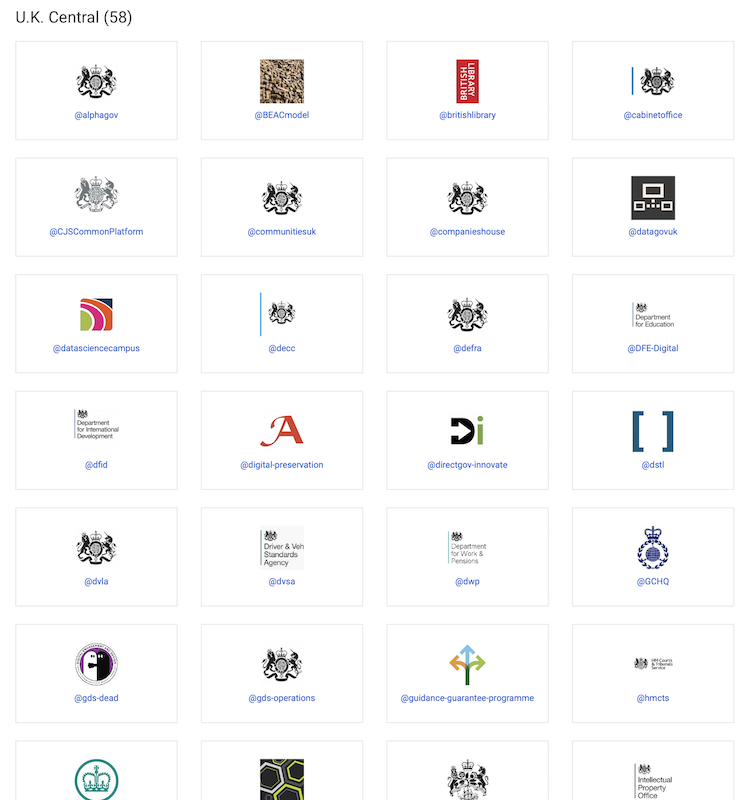 U.K. Central (58)
@alphagov
@BEACmodel
LIBRARY
BRITISH
@britishlibrary
@cabinetoffice
@CJSCommonPlatform
@communitiesuk
@companieshouse
@datagovuk
@datasciencecampus
@decc
@defra
Department
for Education
@DFE-Digital
Department
for International
Development
@dfid
A
@digital-preservation
Di
@directgov-innovate
[ ]
@dstl
@dvla
Driver & Veh
Standards
Agency
@dvsa
Department
for Work &
Pensions
@dwp
@GCHQ
@gds-dead
@gds-operations
@guidance-guarantee-programme
HM Courts
& Tribunals
Service
@hmcts
Intellectual
Property
Office